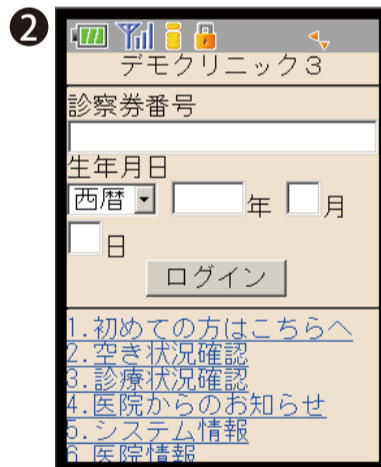 ❷
デモクリニック3
診察券番号
生年月日
西暦 年 月
日
ログイン
1.初めての方はこちらへ
2.空き状況確認
3.診療状況確認
4.医院からのお知らせ
5.システム情報
6.医院情報